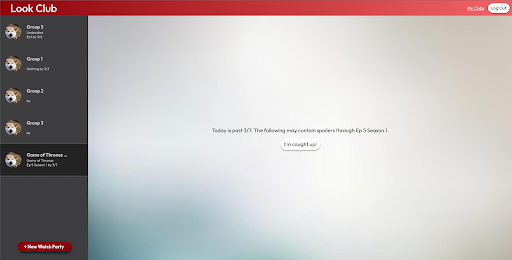 Look Club
My Clubs
Log Out
Group 5
Undecided
Ep1 by 3/4
Group 1
Nothing by 3/3
Group 2
by
Group 3
by
Game of Thrones ...
Game of Thrones
Ep 5 Season 1 by 3/7
Today is past 3/7. The following may contain spoilers through Ep 5 Season 1.
I'm caught up!
+ New Watch Party